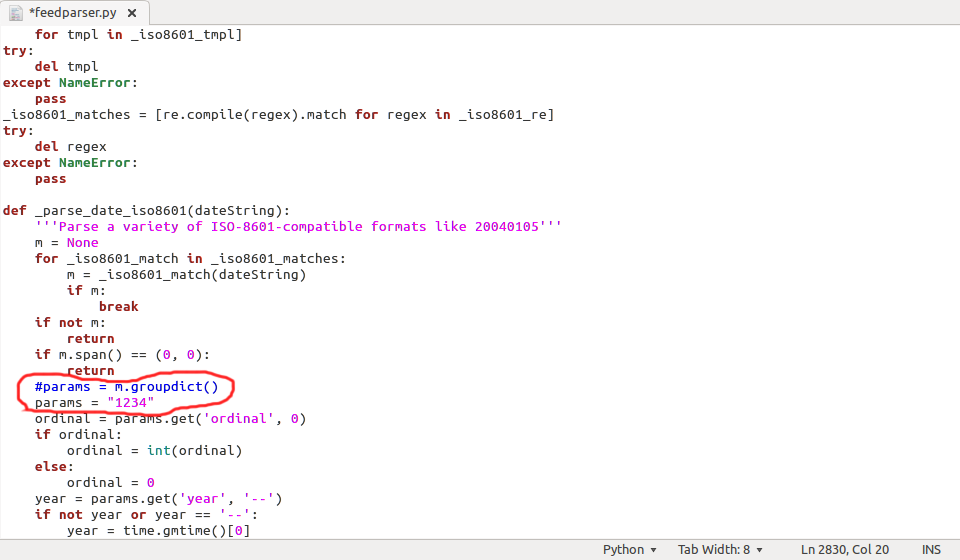 *feedparser.py ×
    for tmpl in _iso8601_tmpl]
try:
    del tmpl
except NameError:
    pass
_iso8601_matches = [re.compile(regex).match for regex in _iso8601_re]
try:
    del regex
except NameError:
    pass

def _parse_date_iso8601(dateString):
    '''Parse a variety of ISO-8601-compatible formats like 20040105'''
    m = None
    for _iso8601_match in _iso8601_matches:
        m = _iso8601_match(dateString)
        if m:
            break
    if not m:
        return
    if m.span() == (0, 0):
        return
    #params = m.groupdict()
    params = "1234"
    ordinal = params.get('ordinal', 0)
    if ordinal:
        ordinal = int(ordinal)
    else:
        ordinal = 0
    year = params.get('year', '--')
    if not year or year == '--':
        year = time.gmtime()[0]
Python Tab Width: 8 Ln 2830, Col 20 INS